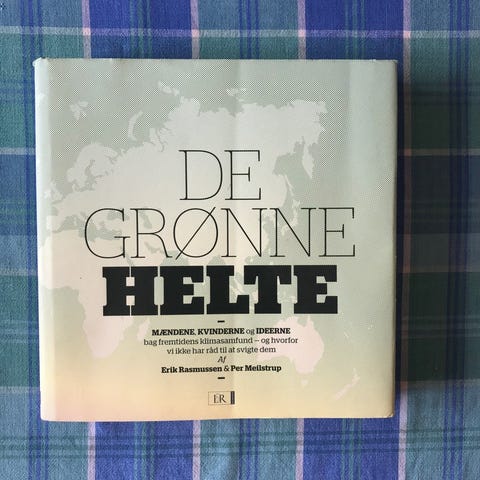 DE
GRØNNE
HELTE
MÆNDENE, KVINDERNE og IDEERNE
bag fremtidens klimasamfund – og hvorfor
vi ikke har råd til at svigte dem
Af
Erik Rasmussen & Per Meilstrup
ER